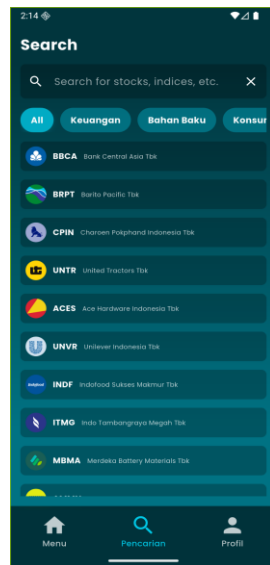 2:14
Search
Search for stocks, indices, etc.
All Keuangan Bahan Baku Konsur
BBCA Bank Central Asia Tbk
BRPT Barito Pacific Tbk
CPIN Charoen Pokphand Indonesia Tbk
UNTR United Tractors Tbk
ACES Ace Hardware Indonesia Tbk
UNVR Unilever Indonesia Tbk
INDF Indofood Sukses Makmur Tbk
ITMG Indo Tambangraya Megah Tbk
MBMA Merdeka Battery Materials Tbk
Menu Pencarian Profil